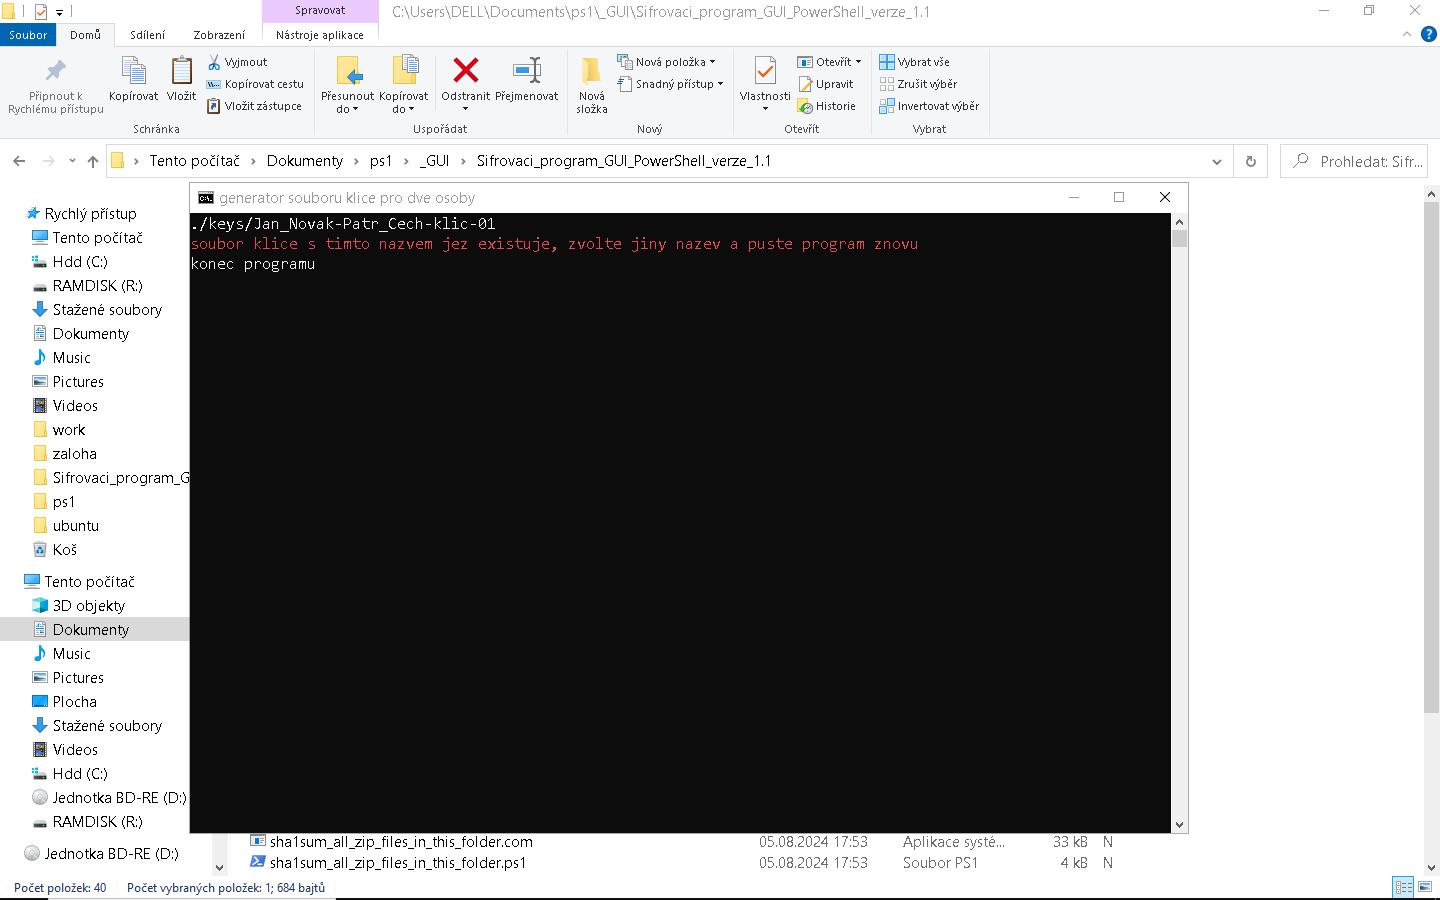 Spravovat
C:\Users\DELL\Documents\ps1\_GUI\Sifrovaci_program_GUI_PowerShell_verze_1.1
Soubor
Domů
Sdílení
Zobrazení
Nástroje aplikace
Připnout k
Rychlému přístupu
Kopírovat
Vložit
Vyjmout
Kopírovat cestu
Vložit zástupce
Schránka
Přesunout
do
Kopírovat
do
Odstranit
Přejmenovat
Uspořádat
Nová
složka
Nová položka
Snadný přístup
Nový
Vlastnosti
Otevřít
Upravit
Historie
Otevřít
Vybrat vše
Zrušit výběr
Invertovat výběr
Vybrat
Tento počítač
Dokumenty
ps1
_GUI
Sifrovaci_program_GUI_PowerShell_verze_1.1
Prohledat: Sifr...
Rychlý přístup
Tento počítač
Hdd (C:)
RAMDISK (R:)
Stažené soubory
Dokumenty
Music
Pictures
Videos
work
zaloha
Sifrovaci_program_G
ps1
ubuntu
Koš
Tento počítač
3D objekty
Dokumenty
Music
Pictures
Plocha
Stažené soubory
Videos
Hdd (C:)
Jednotka BD-RE (D:)
RAMDISK (R:)
Jednotka BD-RE (D:)
generator souboru klice pro dve osoby
./keys/Jan_Novak-Patr_Cech-klic-01
soubor klice s timto nazvem jez existuje, zvolte jiny nazev a puste program znovu
konec programu
sha1sum_all_zip_files_in_this_folder.com 05.08.2024 17:53 Aplikace systé... 33 kB N
sha1sum_all_zip_files_in_this_folder.ps1 05.08.2024 17:53 Soubor PS1 4 kB N
Počet položek: 40 Počet vybraných položek: 1; 684 bajtů